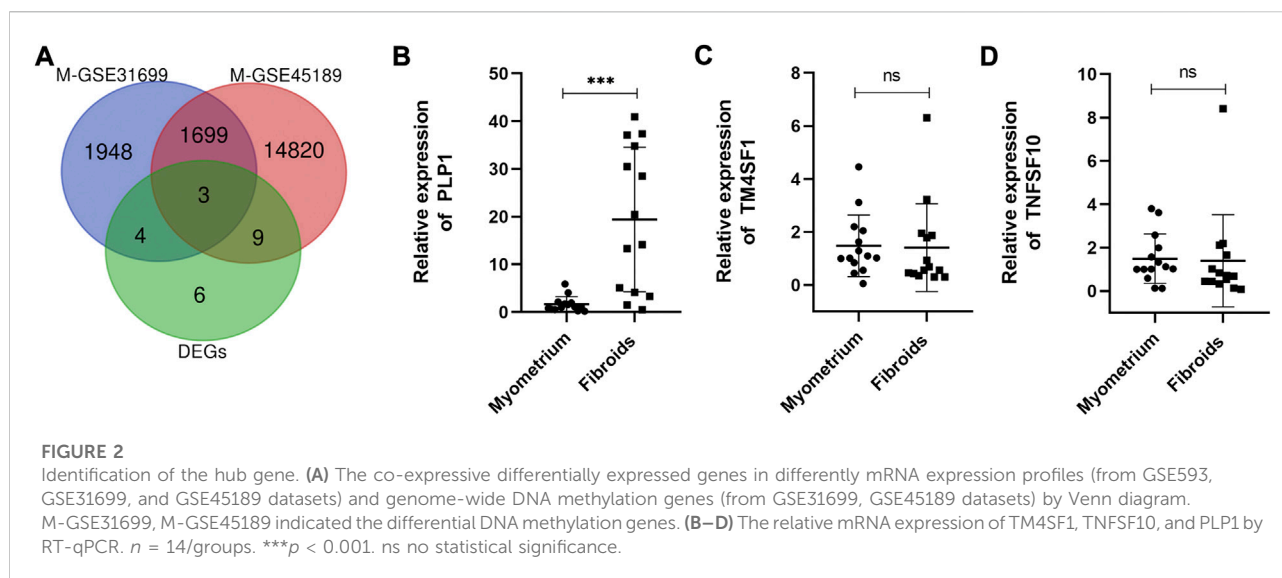 A
M-GSE31699
M-GSE45189
1948
1699
14820
3
4
9
6
DEGs
B
Relative expression
of PLP1
50
40
30
20
10
0
***
Myometrium
Fibroids
C
Relative expression
of TM4SF1
8
6
4
2
0
ns
Myometrium
Fibroids
D
Relative expression
of TNFSF10
10
8
6
4
2
0
ns
Myometrium
Fibroids
FIGURE 2
Identification of the hub gene. (A) The co-expressive differentially expressed genes in differently mRNA expression profiles (from GSE593,
GSE31699, and GSE45189 datasets) and genome-wide DNA methylation genes (from GSE31699, GSE45189 datasets) by Venn diagram.
M-GSE31699, M-GSE45189 indicated the differential DNA methylation genes. (B–D) The relative mRNA expression of TM4SF1, TNFSF10, and PLP1 by
RT-qPCR. n = 14/groups. ***p < 0.001. ns no statistical significance.